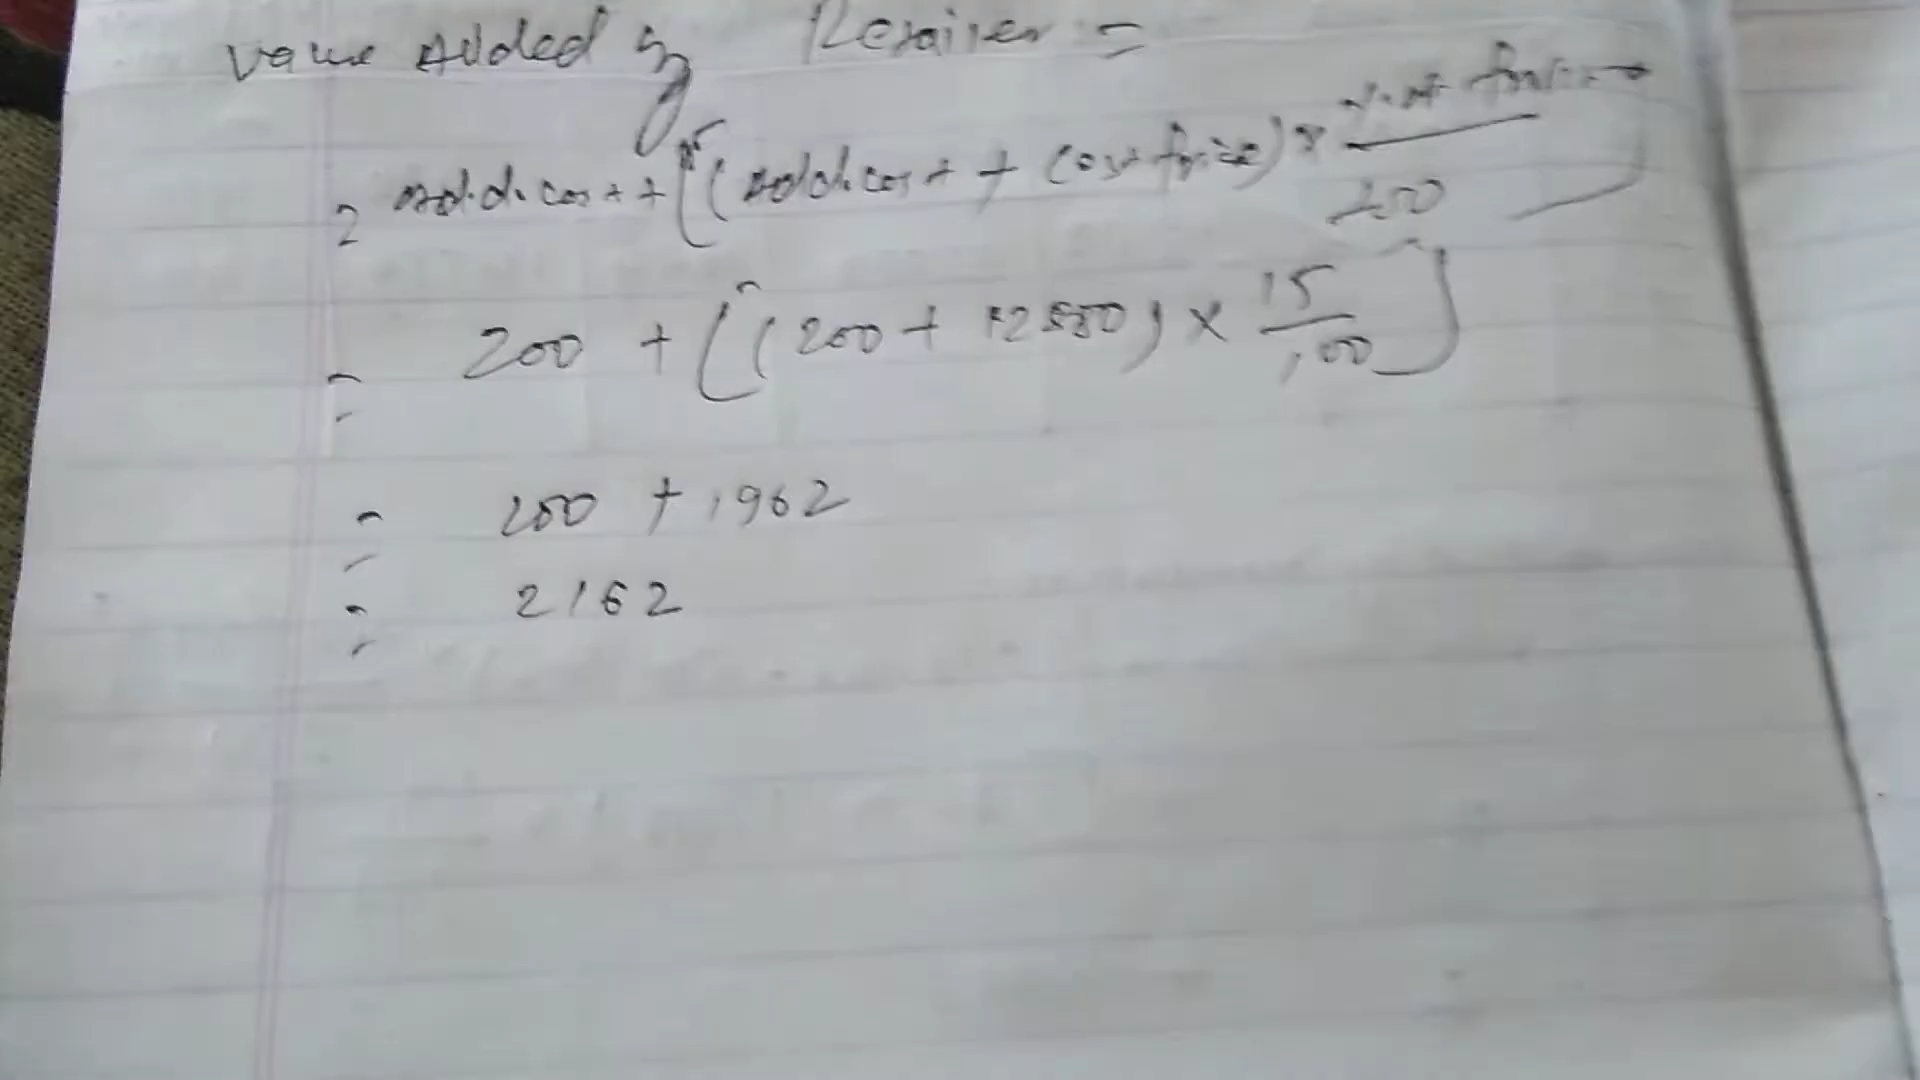 Value Added by Retailer =
= Add. cost + [(Add. cost + Cost price) × % of profit / 100]
= 200 + [(200 + 12880) × 15 / 100]
= 200 + 1962
= 2162